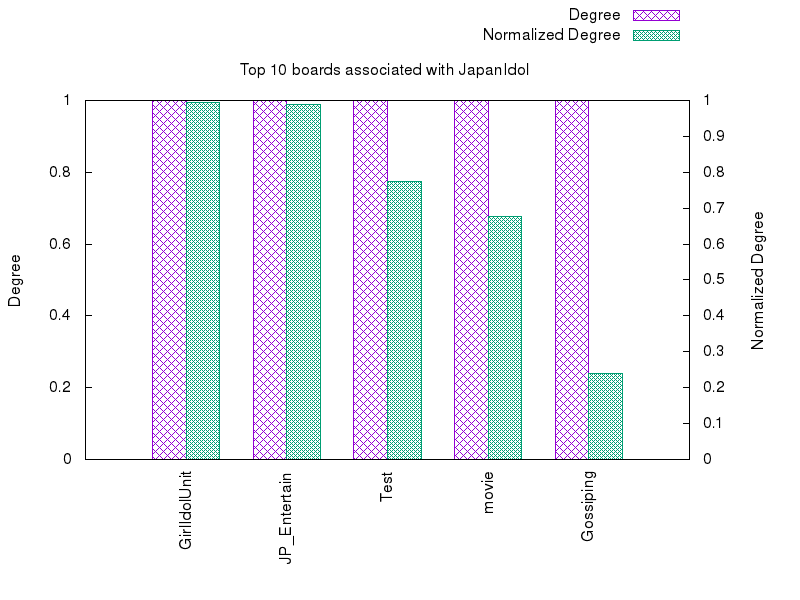 Degree
Normalized Degree
Top 10 boards associated with JapanIdol
1
0.8
0.6
0.4
0.2
0
Degree
1
0.9
0.8
0.7
0.6
0.5
0.4
0.3
0.2
0.1
0
Normalized Degree
GirlIdolUnit
JP_Entertain
Test
movie
Gossiping